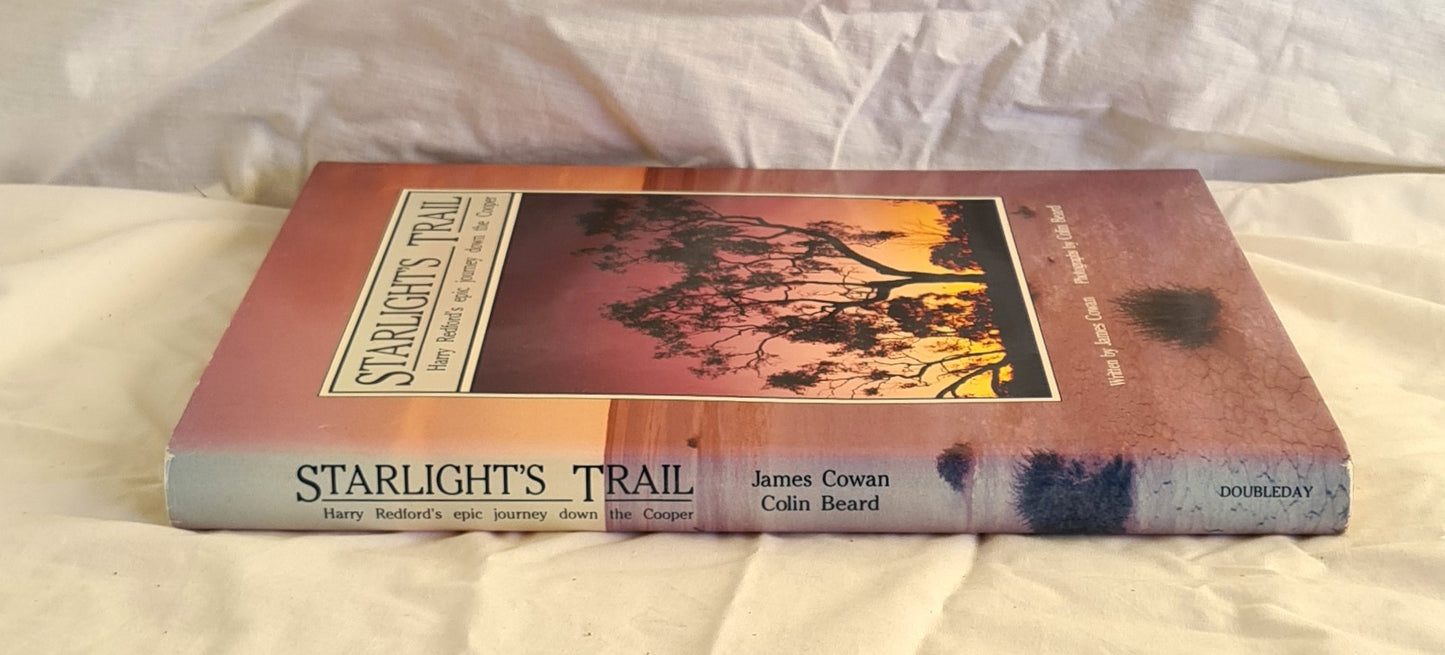 STARLIGHT'S TRAIL
Harry Redford's epic journey down the Cooper
Written by James Cowan Photographs by Colin Beard
STARLIGHT'S TRAIL
Harry Redford's epic journey down the Cooper
James Cowan
Colin Beard
DOUBLEDAY